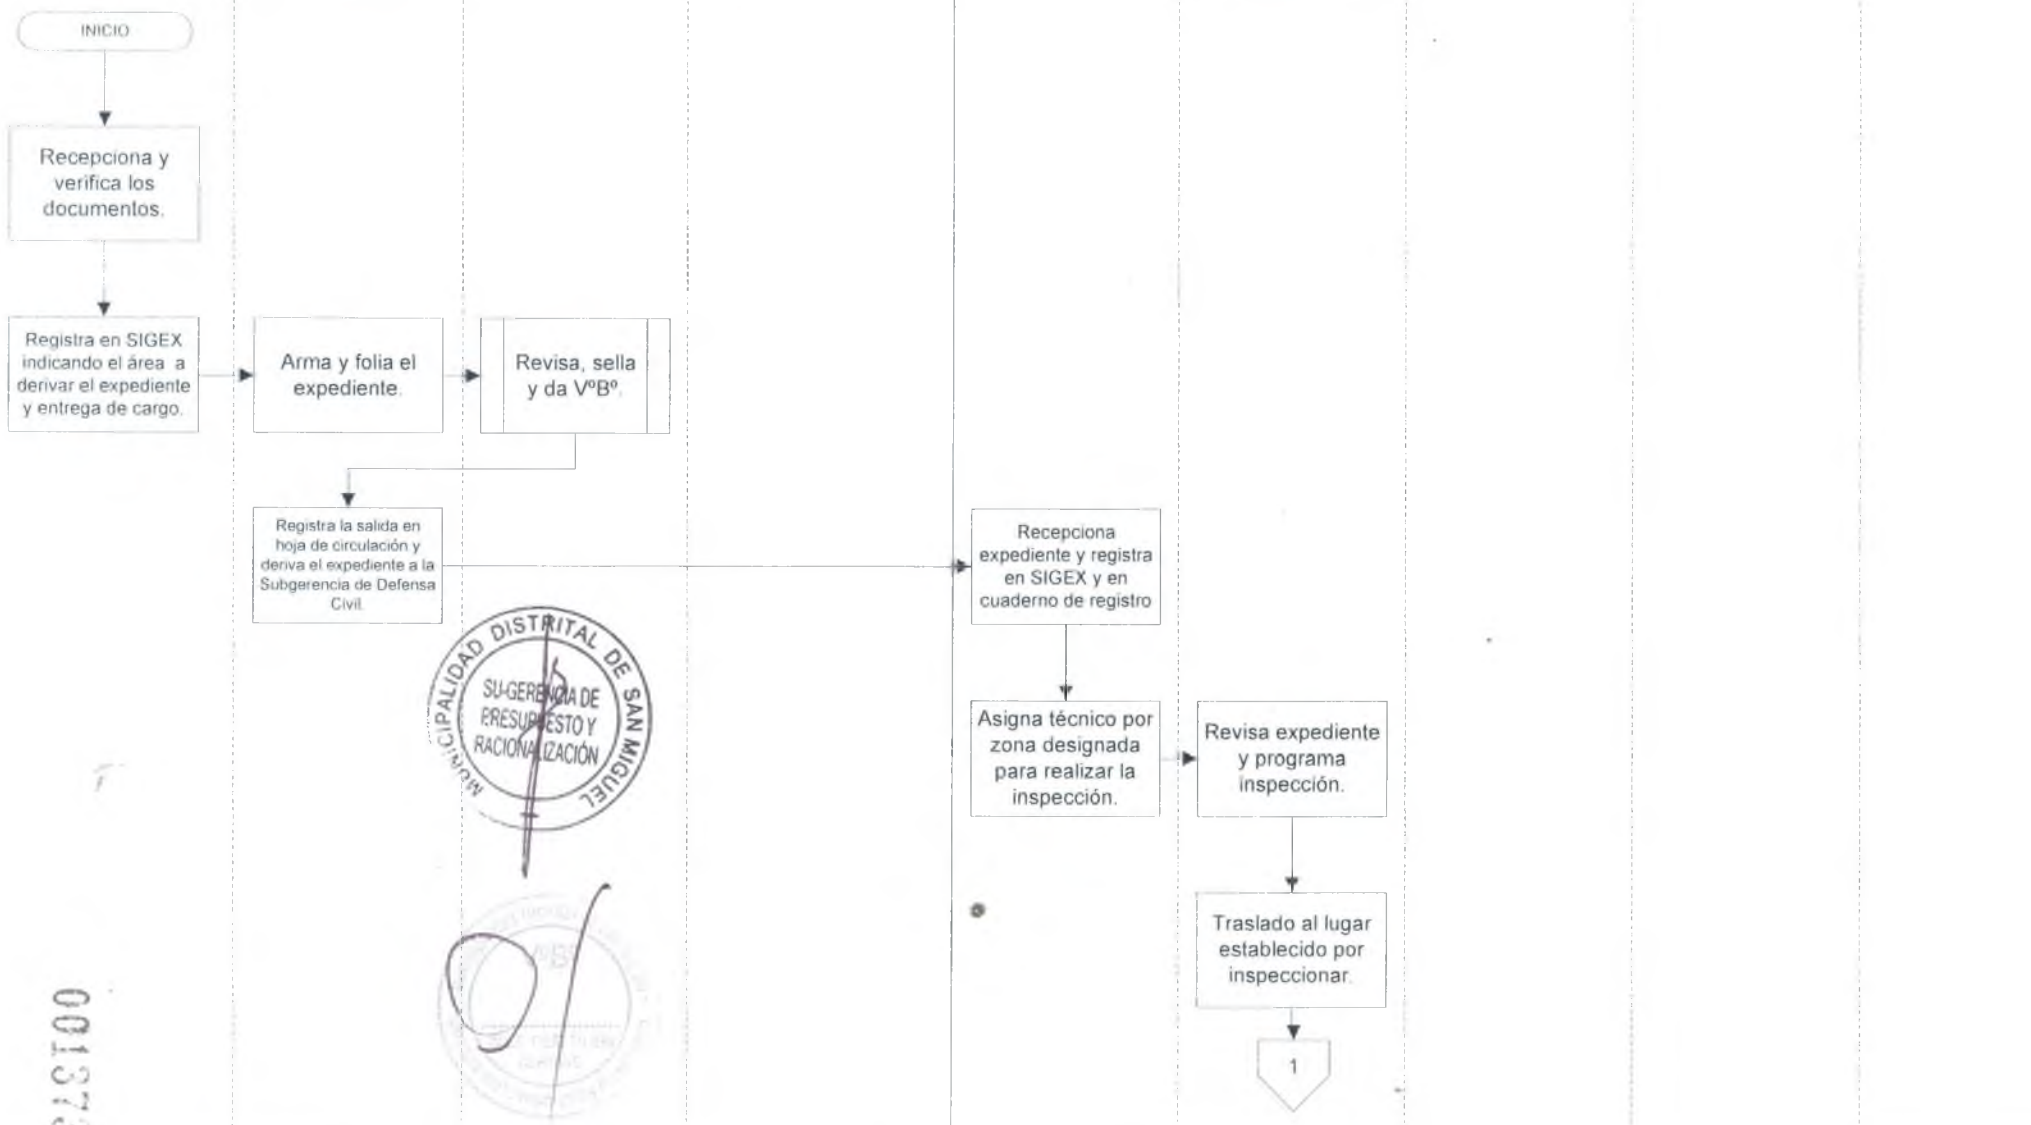 INICIO
Recepciona y
verifica los
documentos.
Registra en SIGEX
indicando el área a
derivar el expediente
y entrega de cargo.
Arma y folia el
expediente.
Revisa, sella
y da VºBº.
Registra la salida en
hoja de circulación y
deriva el expediente a la
Subgerencia de Defensa
Civil.
Recepciona
expediente y registra
en SIGEX y en
cuaderno de registro
Asigna técnico por
zona designada
para realizar la
inspección.
Revisa expediente
y programa
inspección.
Traslado al lugar
establecido por
inspeccionar.
1
MUNICIPALIDAD DISTRITAL DE SAN MIGUEL
SU-GERENCIA DE
PRESUPUESTO Y
RACIONALIZACIÓN
VºBº